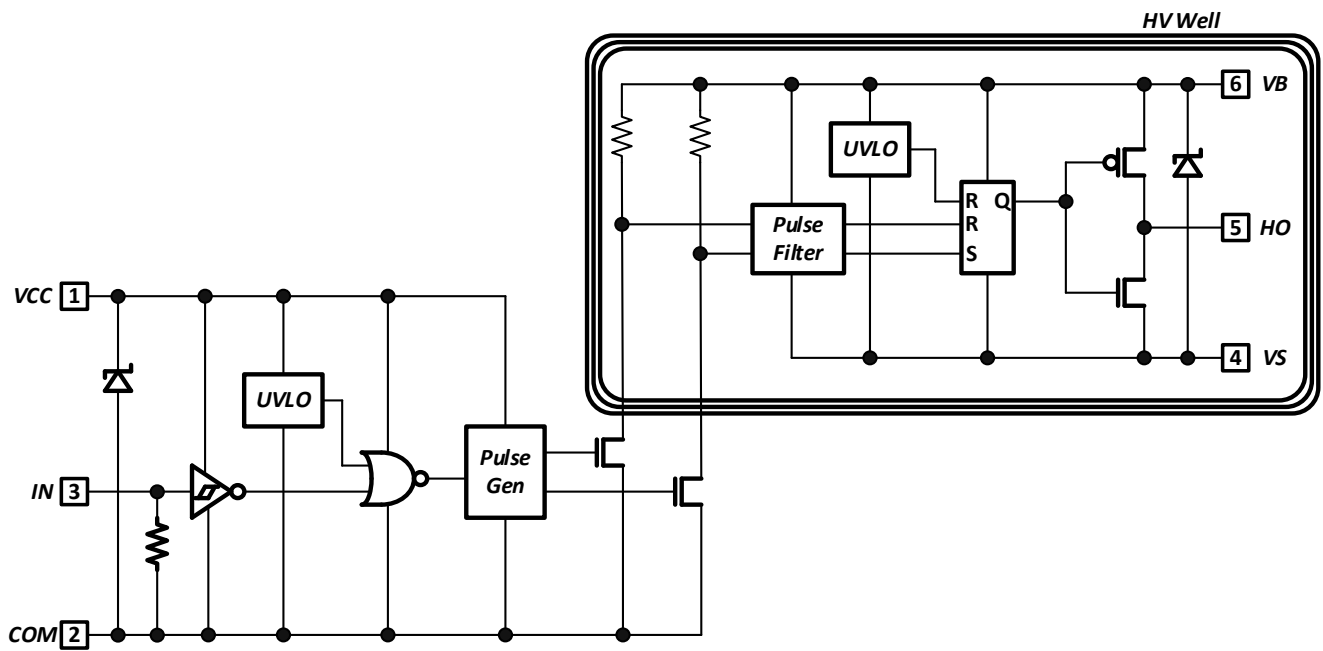 HV Well
6 VB
UVLO
R Q
R
S
Pulse
Filter
5 HO
VCC 1
4 VS
UVLO
Pulse
Gen
IN 3
COM 2